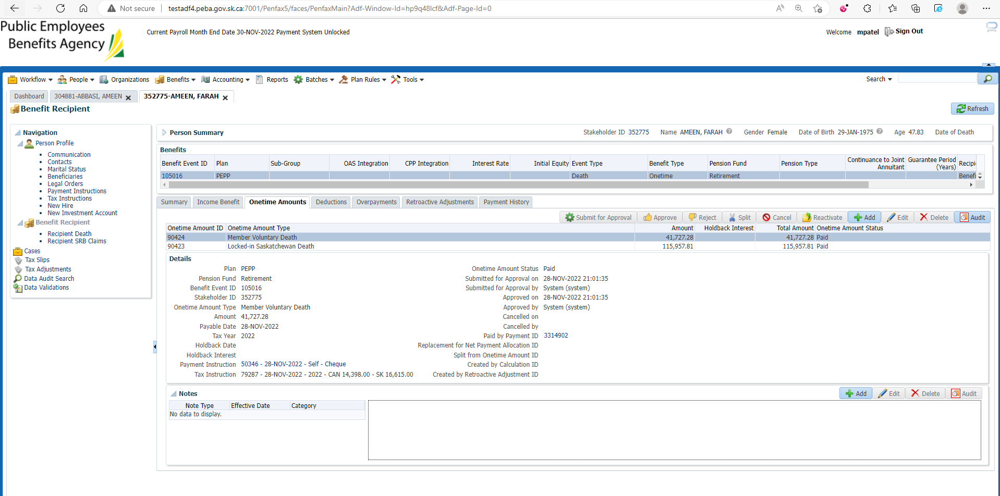 Not secure | testadf4.peba.gov.sk.ca:7001/Penfax5/faces/PenfaxMain?Adf-Window-Id=hp9q48lcf&Adf-Page-Id=0
Public Employees
Benefits Agency
Current Payroll Month End Date 30-NOV-2022 Payment System Unlocked
Welcome mpatel Sign Out
Workflow People Organizations Benefits Accounting Reports Batches Plan Rules Tools Search
Dashboard 304881-ABBASI, AMEEN 352775-AMEEN, FARAH
Benefit Recipient
Refresh
Navigation
Person Profile
Communication
Contacts
Marital Status
Beneficiaries
Legal Orders
Payment Instructions
Tax Instructions
New Hire
New Investment Account
Benefit Recipient
Recipient Death
Recipient SRB Claims
Cases
Tax Slips
Tax Adjustments
Data Audit Search
Data Validations
Person Summary Stakeholder ID 352775 Name AMEEN, FARAH Gender Female Date of Birth 29-JAN-1975 Age 47.83 Date of Death
Benefits
Benefit Event ID Plan Sub-Group OAS Integration CPP Integration Interest Rate Initial Equity Event Type Benefit Type Pension Fund Pension Type Continuance to Joint Annuitant Guarantee Period (Years) Recipi
105016 PEPP Death Onetime Retirement Benefi
Summary Income Benefit Onetime Amounts Deductions Overpayments Retroactive Adjustments Payment History
Submit for Approval Approve Reject Split Cancel Reactivate Add Edit Delete Audit
Onetime Amount ID Onetime Amount Type Amount Holdback Interest Total Amount Onetime Amount Status
90424 Member Voluntary Death 41,727.28 41,727.28 Paid
90423 Locked-in Saskatchewan Death 115,957.81 115,957.81 Paid
Details
Plan PEPP Onetime Amount Status Paid
Pension Fund Retirement Submitted for Approval on 28-NOV-2022 21:01:35
Benefit Event ID 105016 Submitted for Approval by System (system)
Stakeholder ID 352775 Approved on 28-NOV-2022 21:01:35
Onetime Amount Type Member Voluntary Death Approved by System (system)
Amount 41,727.28 Cancelled on
Payable Date 28-NOV-2022 Cancelled by
Tax Year 2022 Paid by Payment ID 3314902
Holdback Date Replacement for Net Payment Allocation ID
Holdback Interest Split from Onetime Amount ID
Payment Instruction 50346 - 28-NOV-2022 - Self - Cheque Created by Calculation ID
Tax Instruction 79287 - 28-NOV-2022 - 2022 - CAN 14,398.00 - SK 16,615.00 Created by Retroactive Adjustment ID
Notes Add Edit Delete Audit
Note Type Effective Date Category
No data to display.